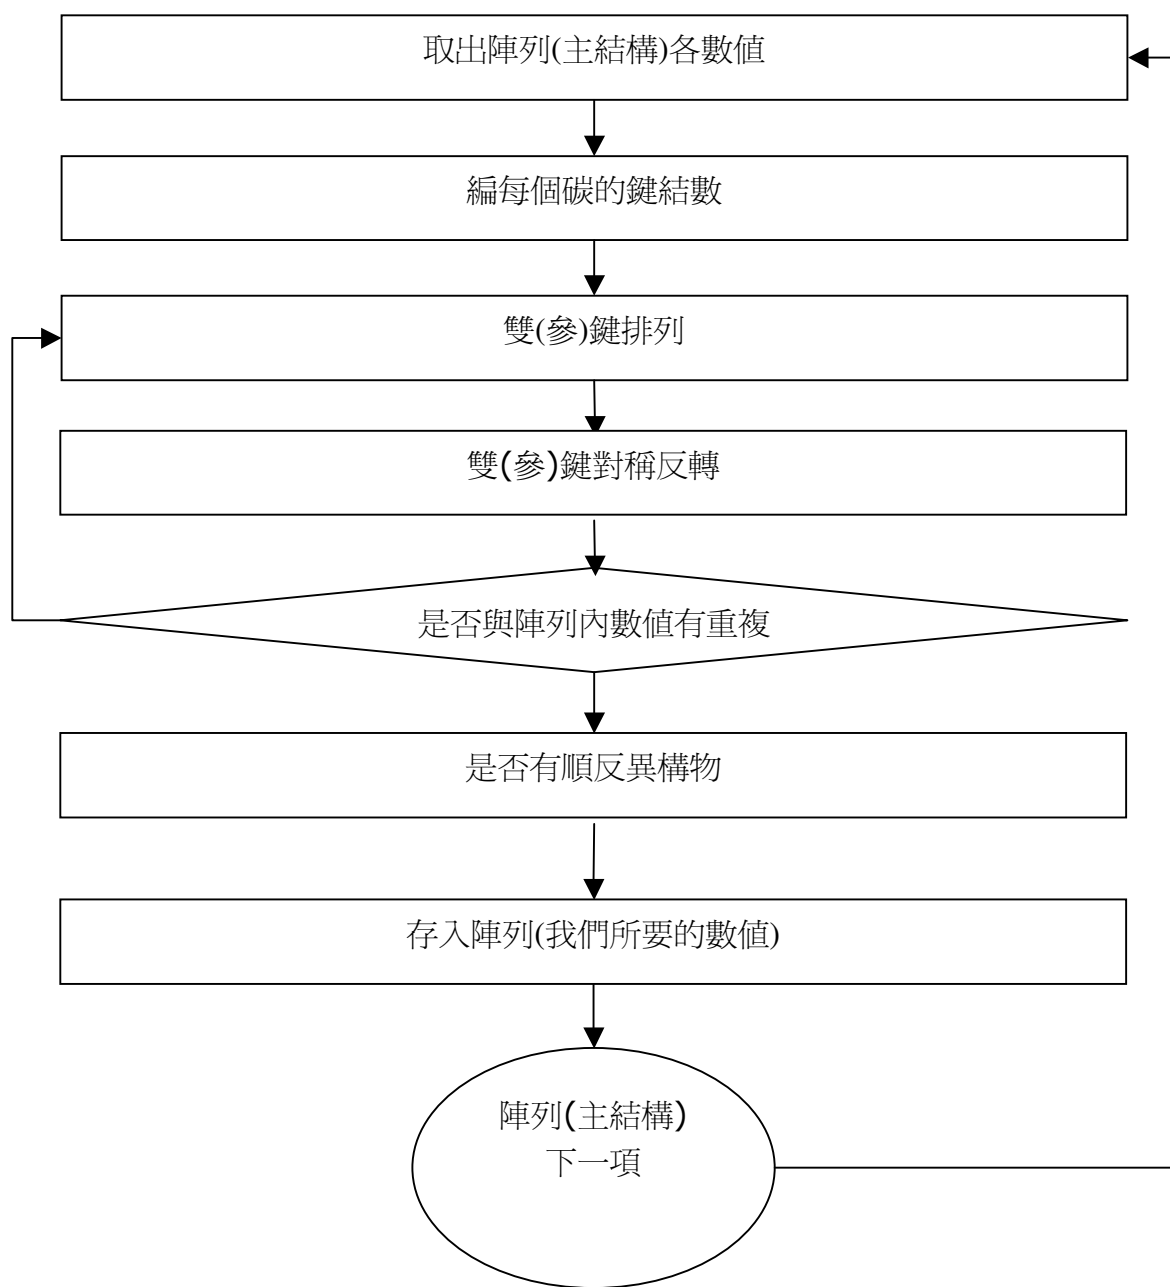 取出陣列(主結構)各數值
編每個碳的鍵結數
雙(參)鍵排列
雙(參)鍵對稱反轉
是否與陣列內數值有重複
是否有順反異構物
存入陣列(我們所要的數值)
陣列(主結構)
下一項